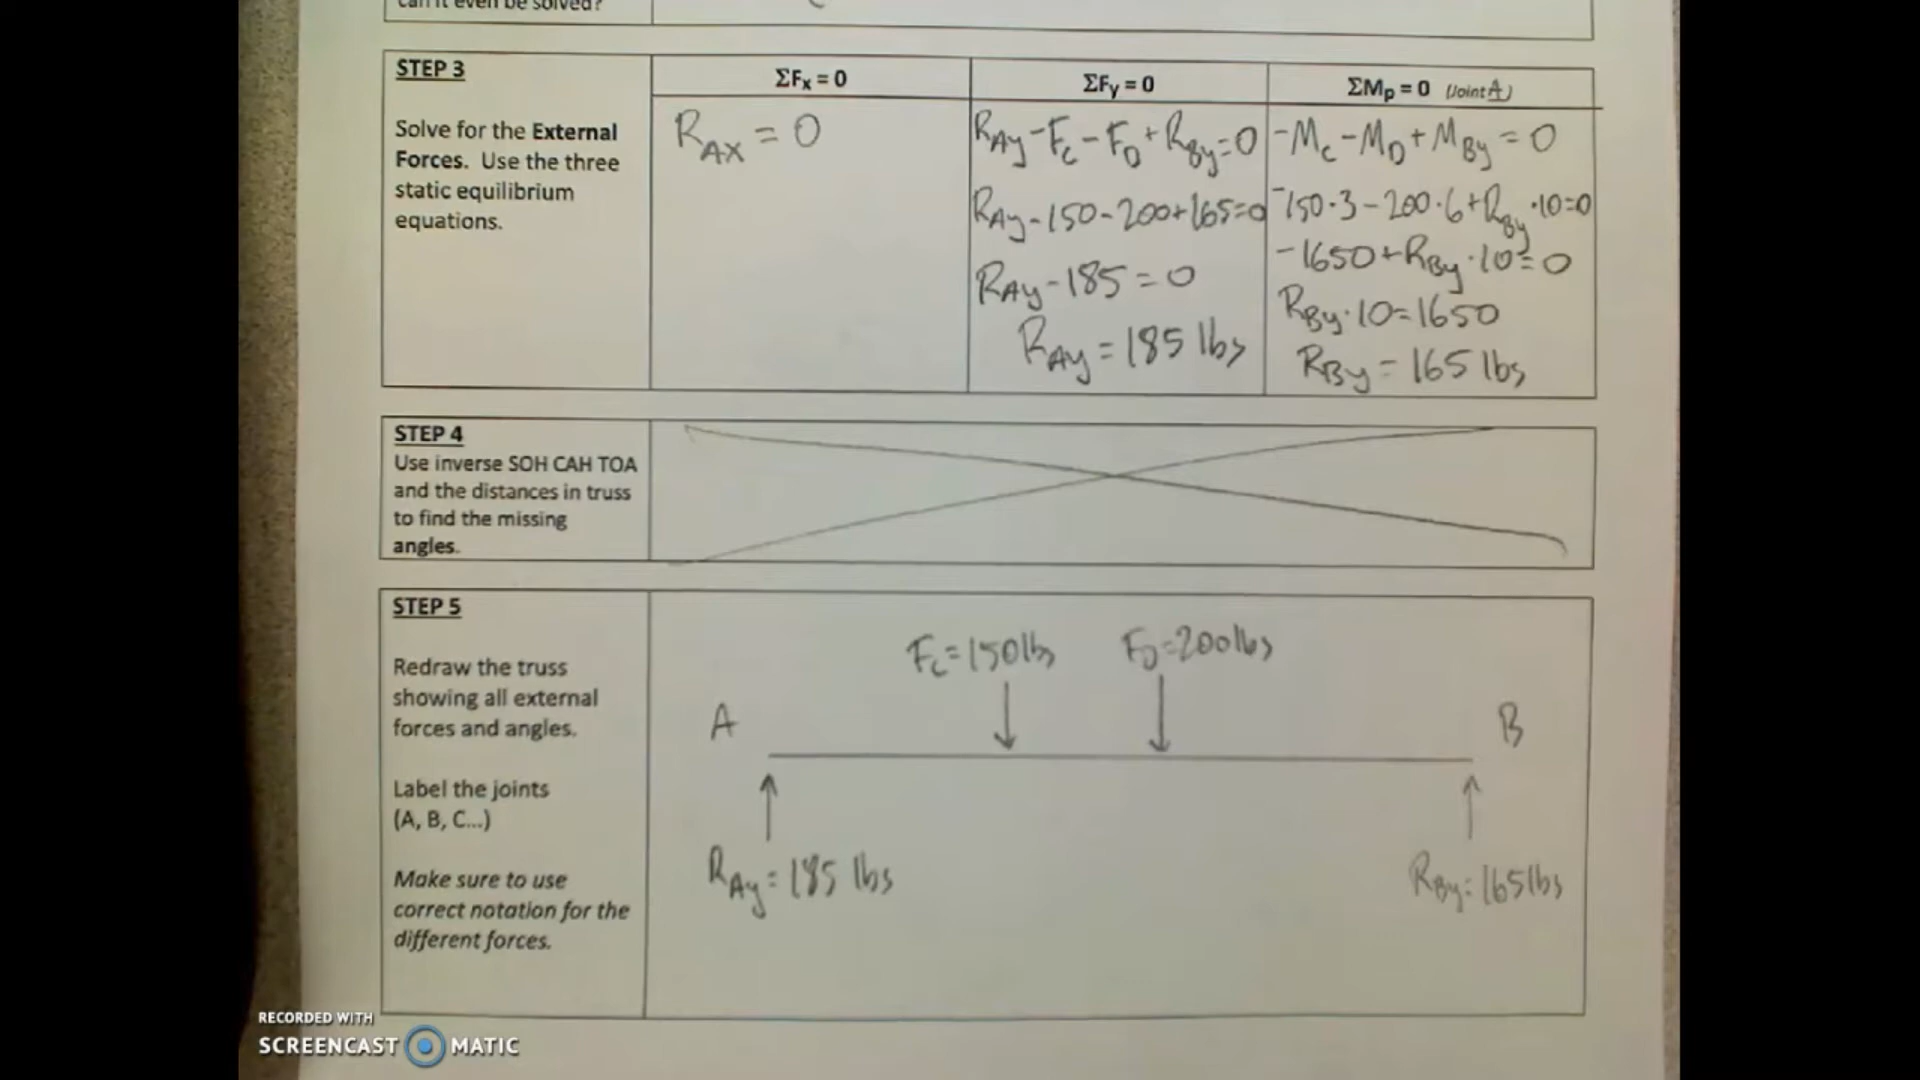 can it even be solved?
STEP 3
Solve for the External
Forces. Use the three
static equilibrium
equations.
ΣFx = 0
RAX = 0
ΣFy = 0
RAy - FC - FD + RBy = 0
RAy - 150 - 200 + 165 = 0
RAy - 185 = 0
RAy = 185 lbs
ΣMp = 0 (Joint A)
-MC - MD + MBy = 0
-150·3 - 200·6 + RBy·10 = 0
-1650 + RBy·10 = 0
RBy·10 = 1650
RBy = 165 lbs
STEP 4
Use inverse SOH CAH TOA
and the distances in truss
to find the missing
angles.
STEP 5
Redraw the truss
showing all external
forces and angles.
Label the joints
(A, B, C...)
Make sure to use
correct notation for the
different forces.
FC = 150 lbs FD = 200 lbs
A B
RAy = 185 lbs RBy = 165 lbs
RECORDED WITH
SCREENCAST MATIC